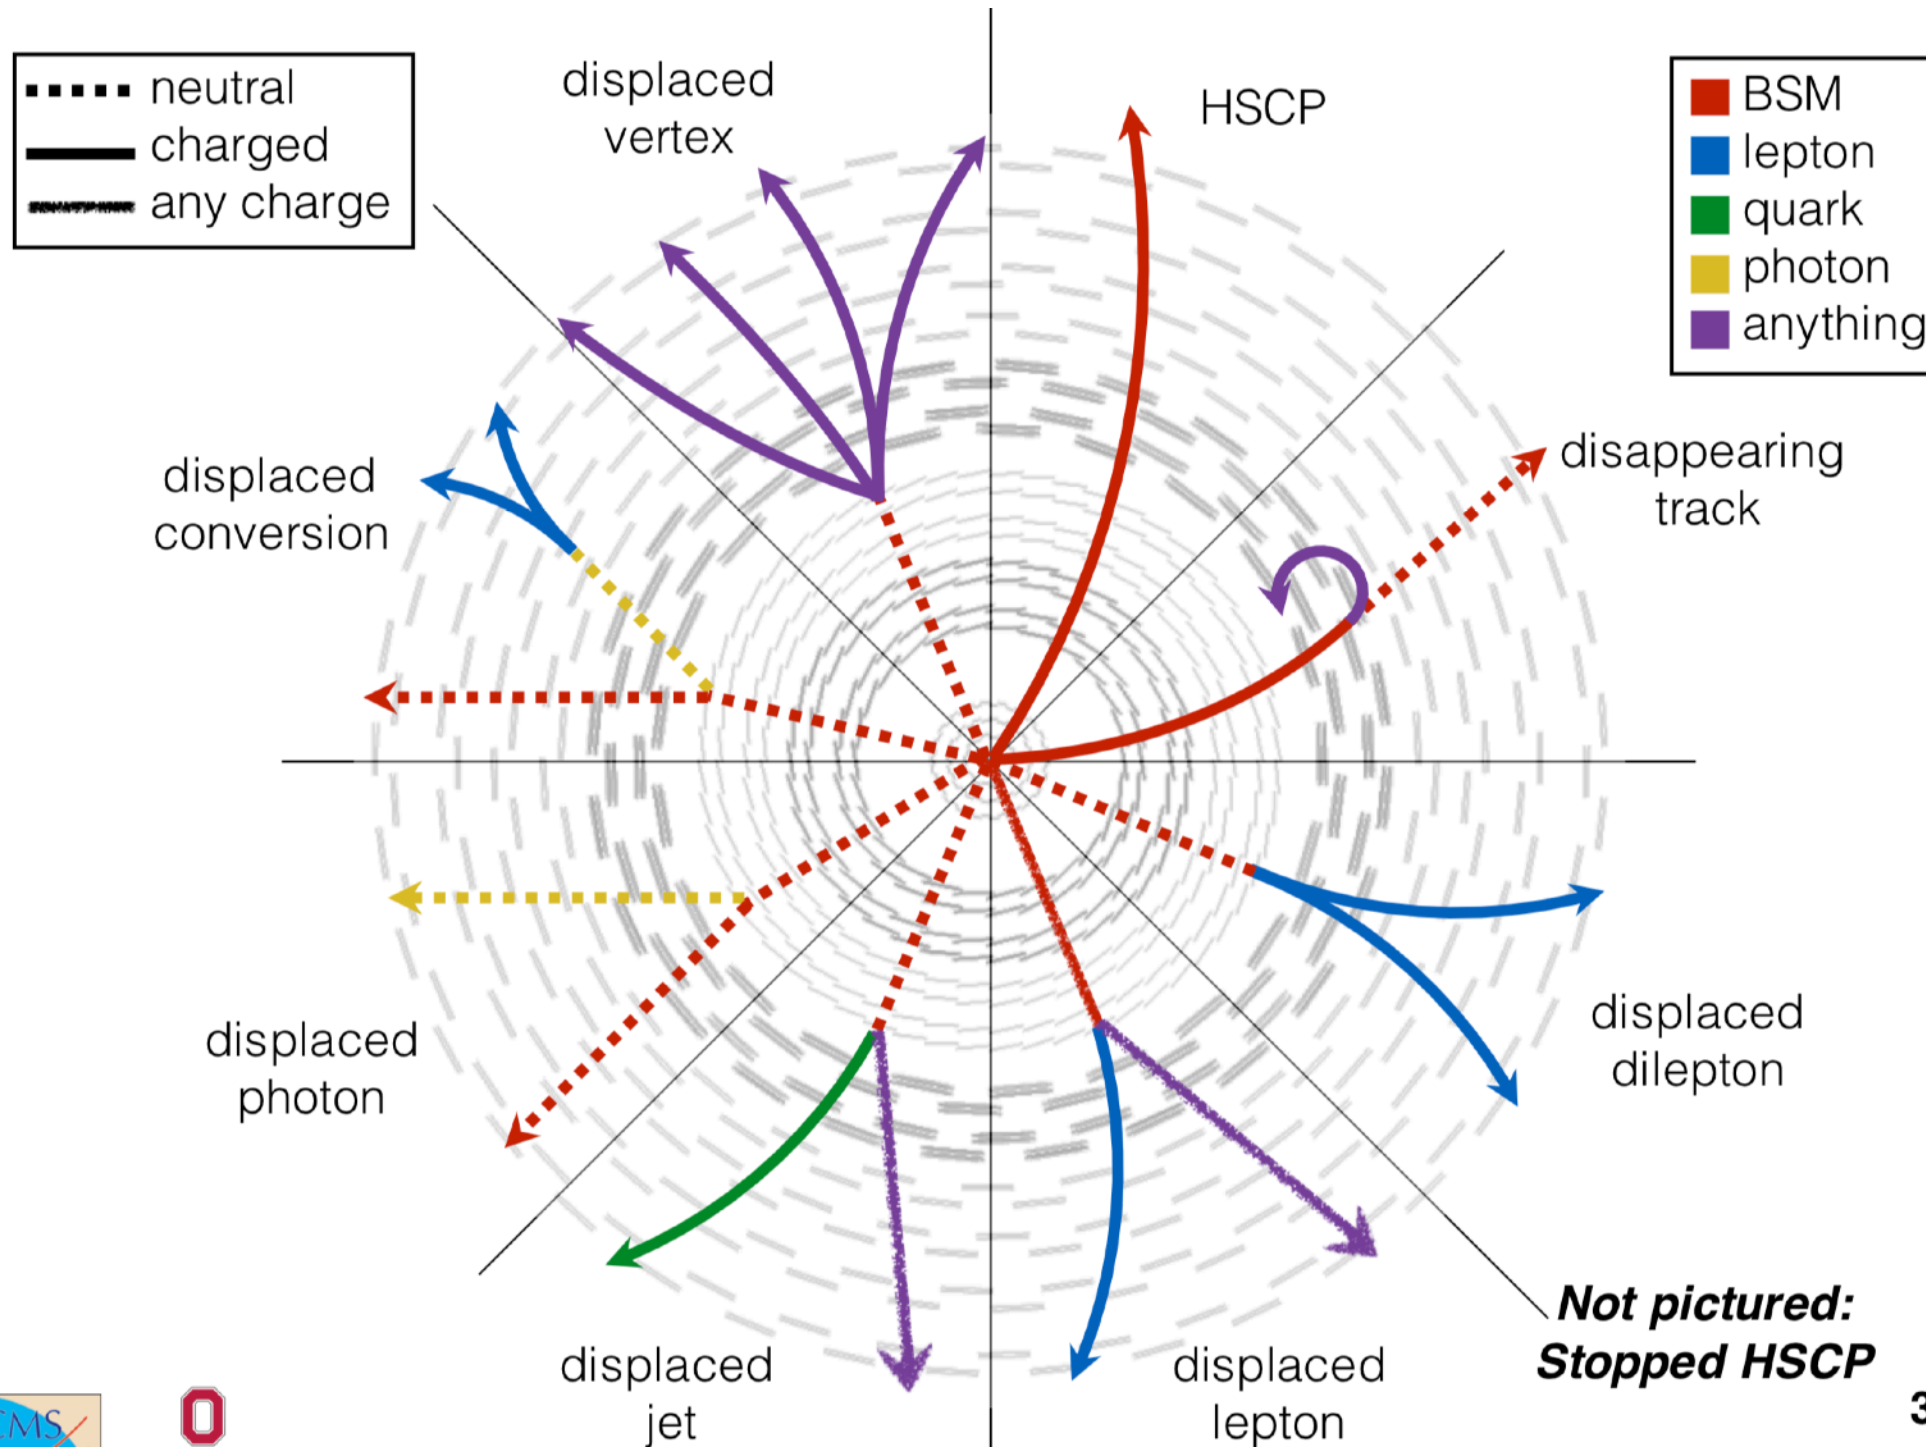 neutral
charged
any charge
displaced
vertex
HSCP
BSM
lepton
quark
photon
anything
disappearing
track
displaced
conversion
displaced
photon
displaced
dilepton
displaced
jet
displaced
lepton
Not pictured:
Stopped HSCP
3
CMS
O